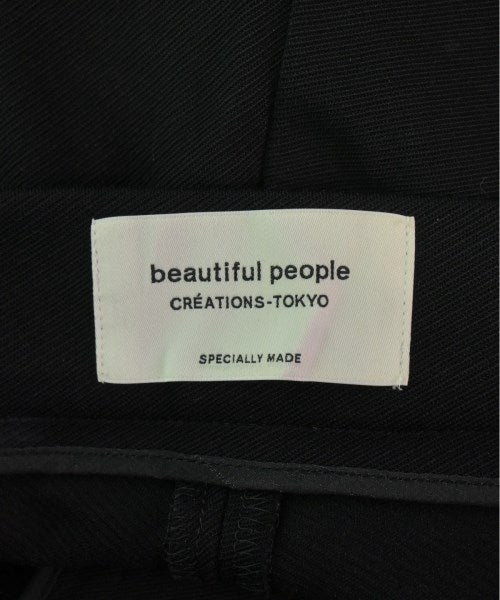 beautiful people
CRÉATIONS-TOKYO
SPECIALLY MADE